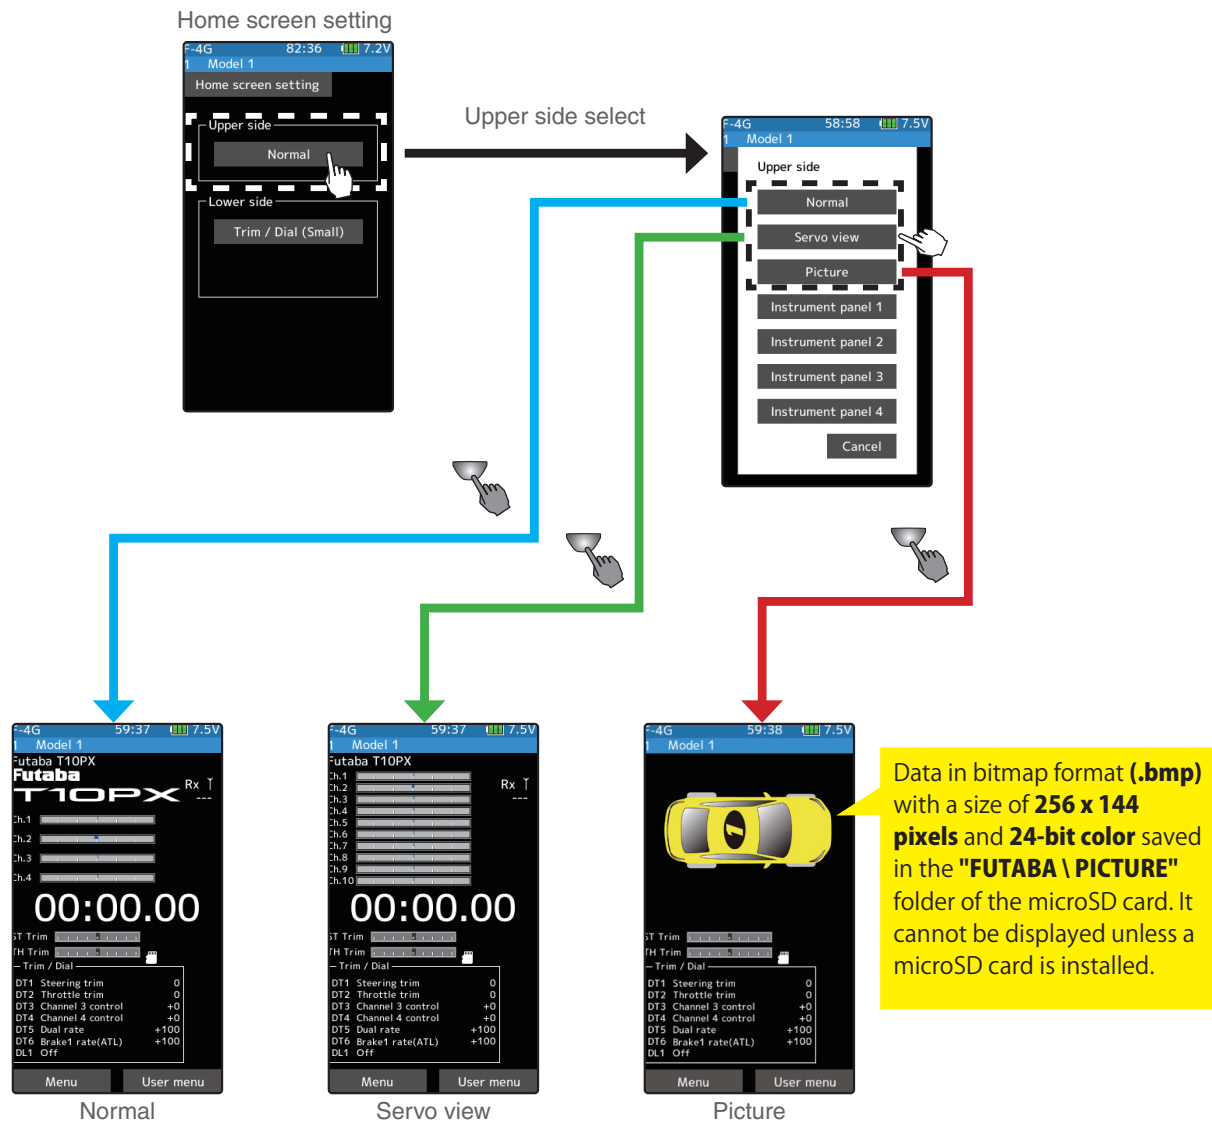 Home screen setting
F-4G 82:36 7.2V
1 Model 1
Home screen setting
Upper side
Normal
Lower side
Trim / Dial (Small)
Upper side select
F-4G 58:58 7.5V
1 Model 1
Upper side
Normal
Servo view
Picture
Instrument panel 1
Instrument panel 2
Instrument panel 3
Instrument panel 4
Cancel
F-4G 59:37 7.5V
1 Model 1
Futaba T10PX
Futaba
T10PX
Rx
---
Ch.1
Ch.2
Ch.3
Ch.4
00:00.00
ST Trim
TH Trim
Trim / Dial
DT1 Steering trim 0
DT2 Throttle trim 0
DT3 Channel 3 control +0
DT4 Channel 4 control +0
DT5 Dual rate +100
DT6 Brake1 rate(ATL) +100
DL1 Off
Menu User menu
Normal
F-4G 59:37 7.5V
1 Model 1
Futaba T10PX
Rx
---
Ch.1
Ch.2
Ch.3
Ch.4
Ch.5
Ch.6
Ch.7
Ch.8
Ch.9
Ch.10
00:00.00
ST Trim
TH Trim
Trim / Dial
DT1 Steering trim 0
DT2 Throttle trim 0
DT3 Channel 3 control +0
DT4 Channel 4 control +0
DT5 Dual rate +100
DT6 Brake1 rate(ATL) +100
DL1 Off
Menu User menu
Servo view
F-4G 59:38 7.5V
1 Model 1
1
ST Trim
TH Trim
Trim / Dial
DT1 Steering trim 0
DT2 Throttle trim 0
DT3 Channel 3 control +0
DT4 Channel 4 control +0
DT5 Dual rate +100
DT6 Brake1 rate(ATL) +100
DL1 Off
Menu User menu
Picture
Data in bitmap format (.bmp)
with a size of 256 x 144
pixels and 24-bit color saved
in the "FUTABA \ PICTURE"
folder of the microSD card. It
cannot be displayed unless a
microSD card is installed.